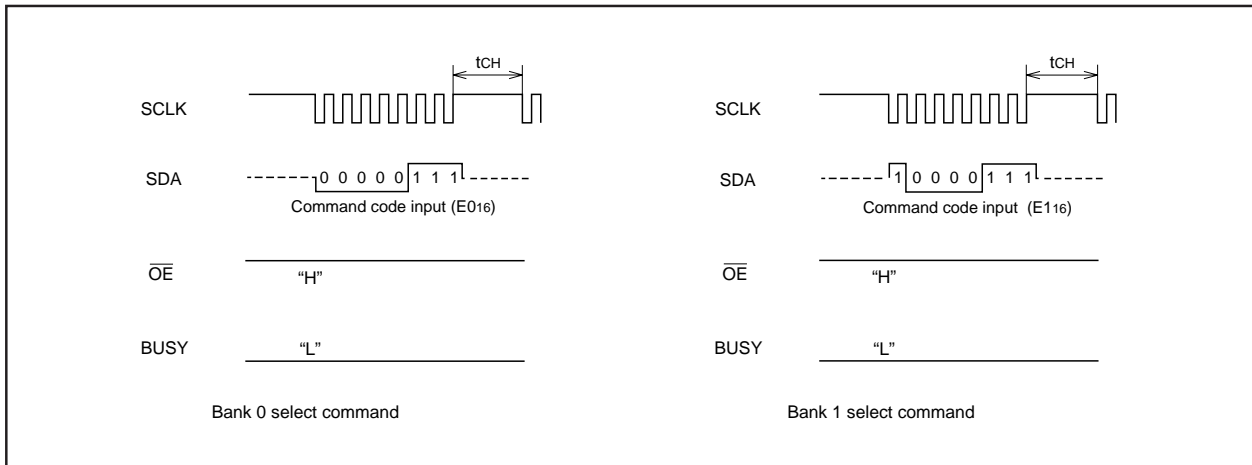 tCH
SCLK
SDA
0 0 0 0 0 1 1 1
Command code input (E016)
OE
“H”
BUSY
“L”
Bank 0 select command
tCH
SCLK
SDA
1 0 0 0 0 1 1 1
Command code input (E116)
OE
“H”
BUSY
“L”
Bank 1 select command